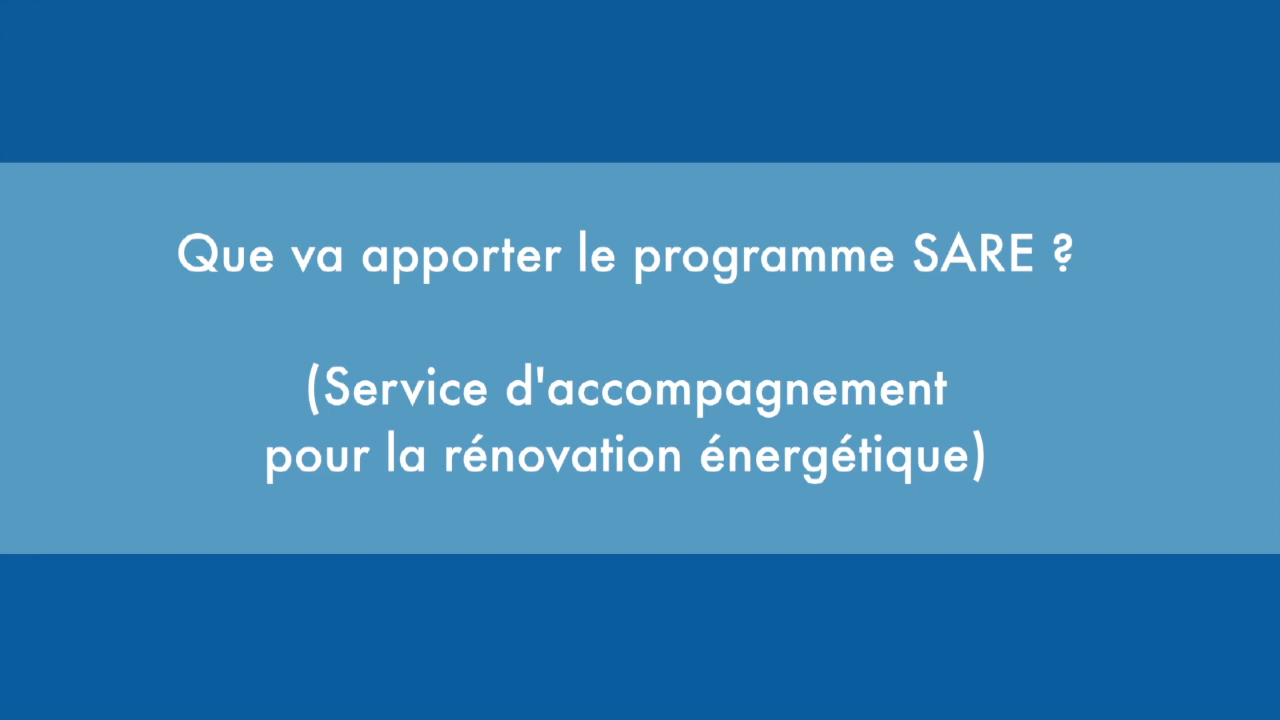 Que va apporter le programme SARE ?
(Service d'accompagnement
pour la rénovation énergétique)